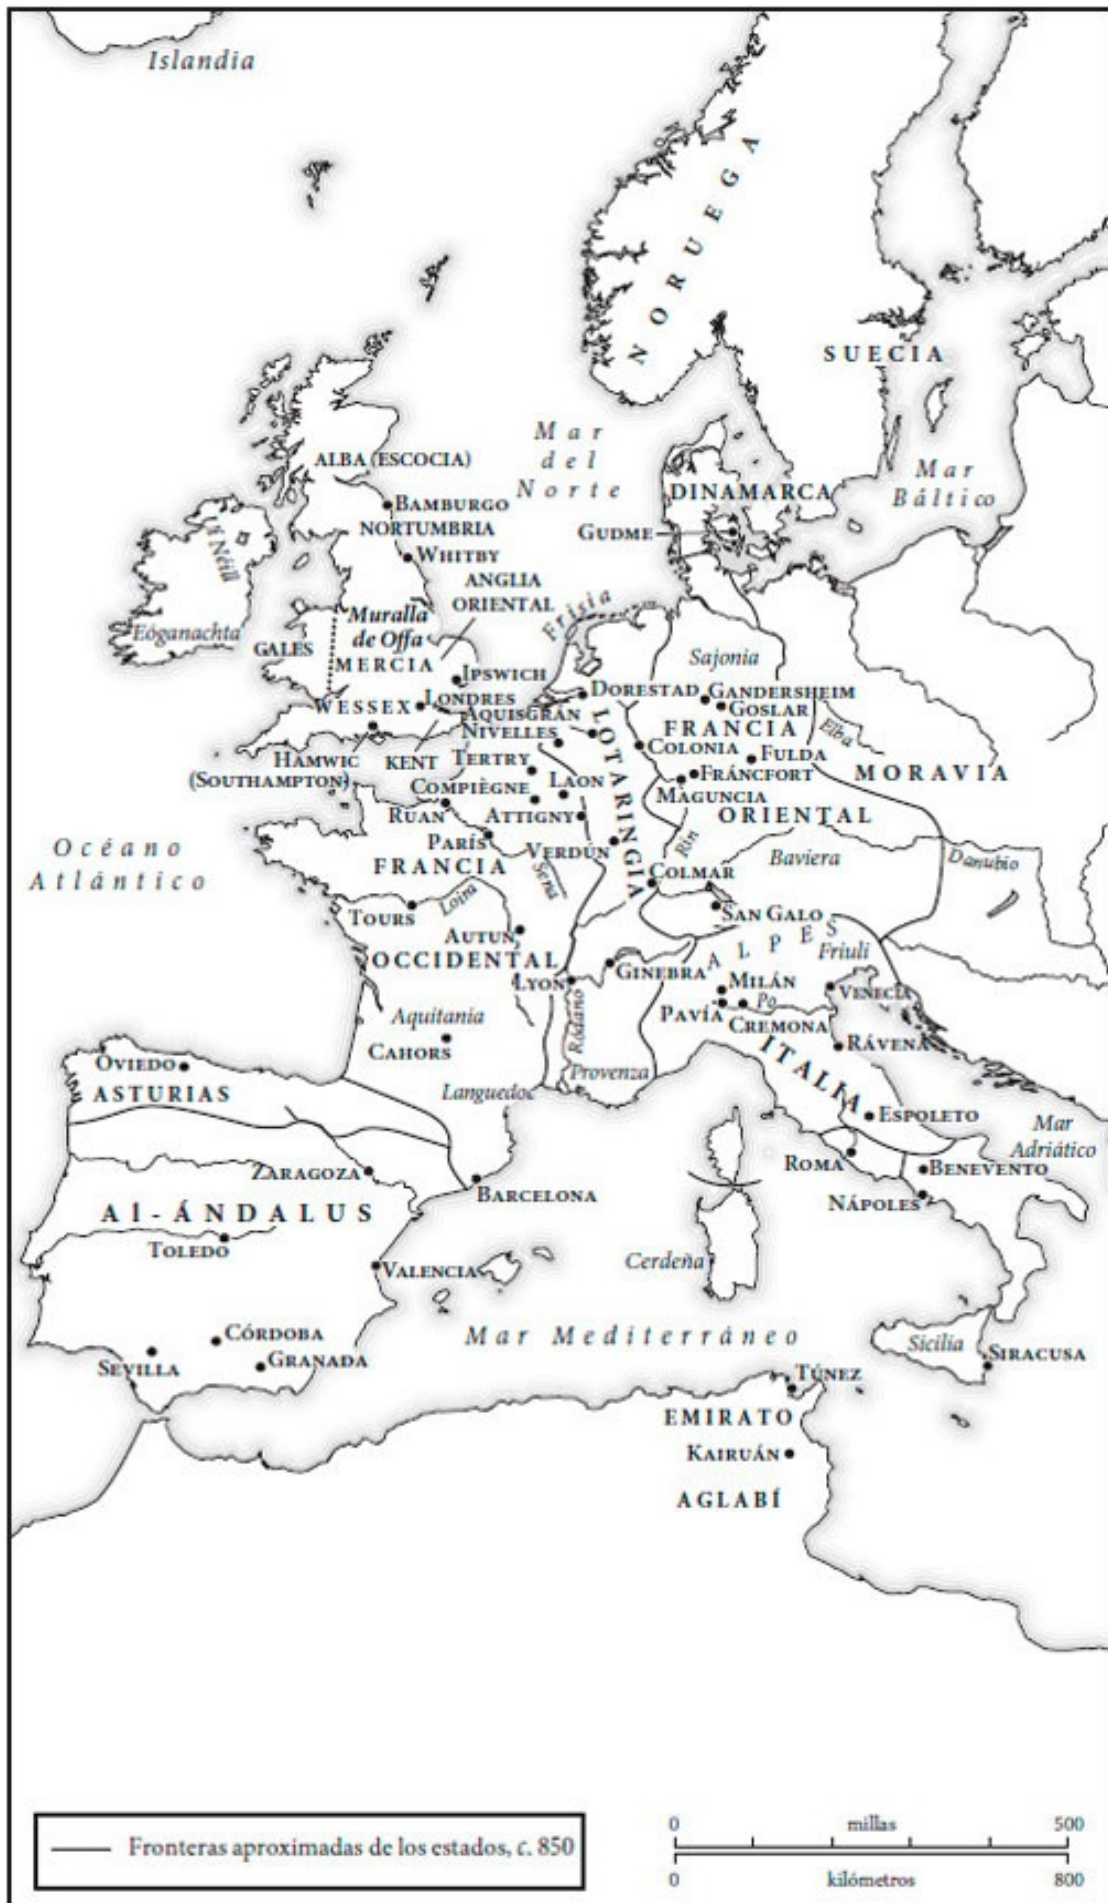 Islandia
NORUEGA
SUECIA
Mar
del
Norte
Mar
Báltico
ALBA (ESCOCIA)
BAMBURGO
NORTUMBRIA
WHITBY
DINAMARCA
GUDME
Uí Néill
Eóganachta
ANGLIA
ORIENTAL
Muralla
de Offa
GALES
MERCIA
IPSWICH
Frisia
Sajonia
WESSEX
LONDRES
DORESTAD
GANDERSHEIM
GOSLAR
AQUISGRÁN
NIVELLES
LOTARINGIA
FRANCIA
Elba
HAMWIC
(SOUTHAMPTON)
KENT
TERTRY
COLONIA
FULDA
COMPIÈGNE
LAON
FRÁNCFORT
MORAVIA
MAGUNCIA
RUAN
ATTIGNY
ORIENTAL
PARÍS
VERDÚN
Rin
Baviera
Danubio
Océano
Atlántico
FRANCIA
Sena
COLMAR
Loira
TOURS
SAN GALO
AUTUN
OCCIDENTAL
ALPES
Friuli
LYON
GINEBRA
MILÁN
VENECIA
PAVÍA
Po
CREMONA
Aquitania
Ródano
CAHORS
RÁVENA
ITALIA
OVIEDO
ASTURIAS
Languedoc
Provenza
ESPOLETO
Mar
Adriático
ZARAGOZA
ROMA
BENEVENTO
BARCELONA
NÁPOLES
Al-ÁNDALUS
TOLEDO
VALENCIA
Cerdeña
CÓRDOBA
Mar Mediterráneo
Sicilia
SIRACUSA
SEVILLA
GRANADA
TÚNEZ
EMIRATO
KAIRUÁN
AGLABÍ
Fronteras aproximadas de los estados, c. 850
0 millas 500
0 kilómetros 800